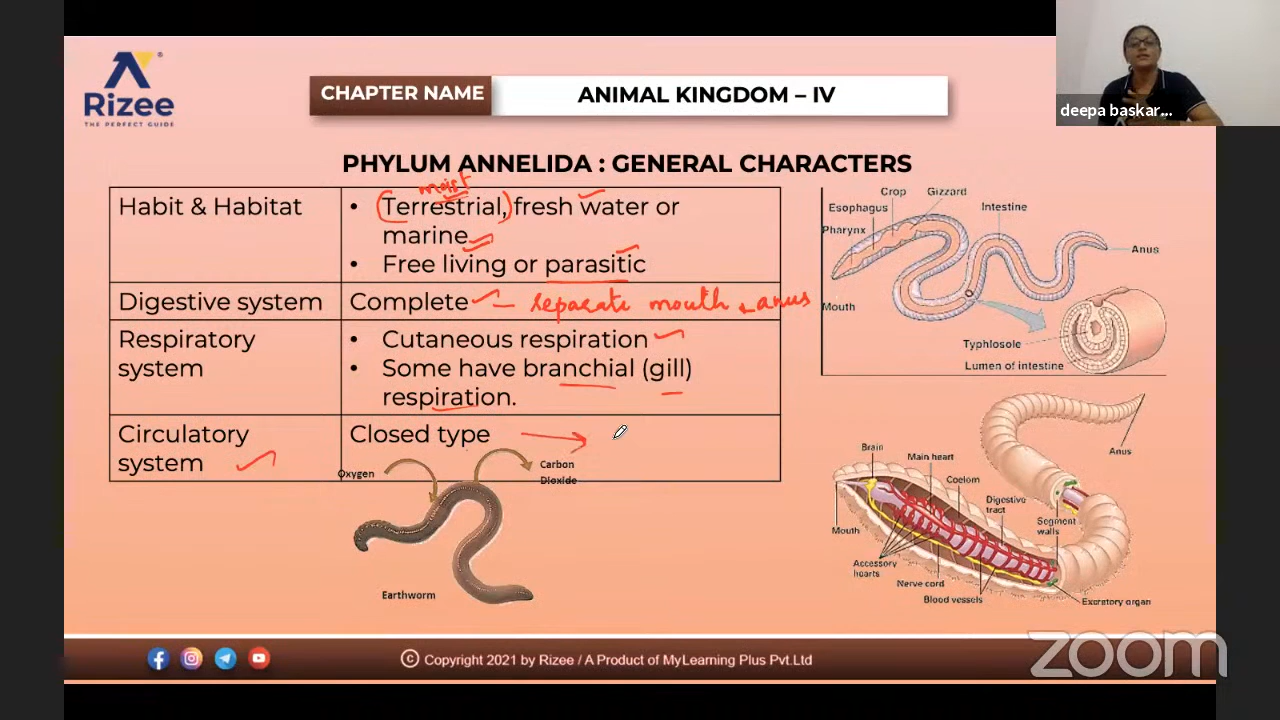 Rizee
THE PERFECT GUIDE
CHAPTER NAME
ANIMAL KINGDOM – IV
deepa baskar...
PHYLUM ANNELIDA : GENERAL CHARACTERS
moist
Habit & Habitat
• (Terrestrial,) fresh water or
marine
• Free living or parasitic
Digestive system
Complete – separate mouth & anus
Respiratory
system
• Cutaneous respiration
• Some have branchial (gill)
respiration.
Circulatory
system
Closed type
Oxygen
Carbon
Dioxide
Earthworm
Crop
Gizzard
Esophagus
Intestine
Pharynx
Anus
Mouth
Typhlosole
Lumen of intestine
Brain
Main heart
Coelom
Digestive
tract
Anus
Segment
walls
Mouth
Accessory
hearts
Nerve cord
Blood vessels
Excretory organ
© Copyright 2021 by Rizee / A Product of MyLearning Plus Pvt.Ltd
zoom